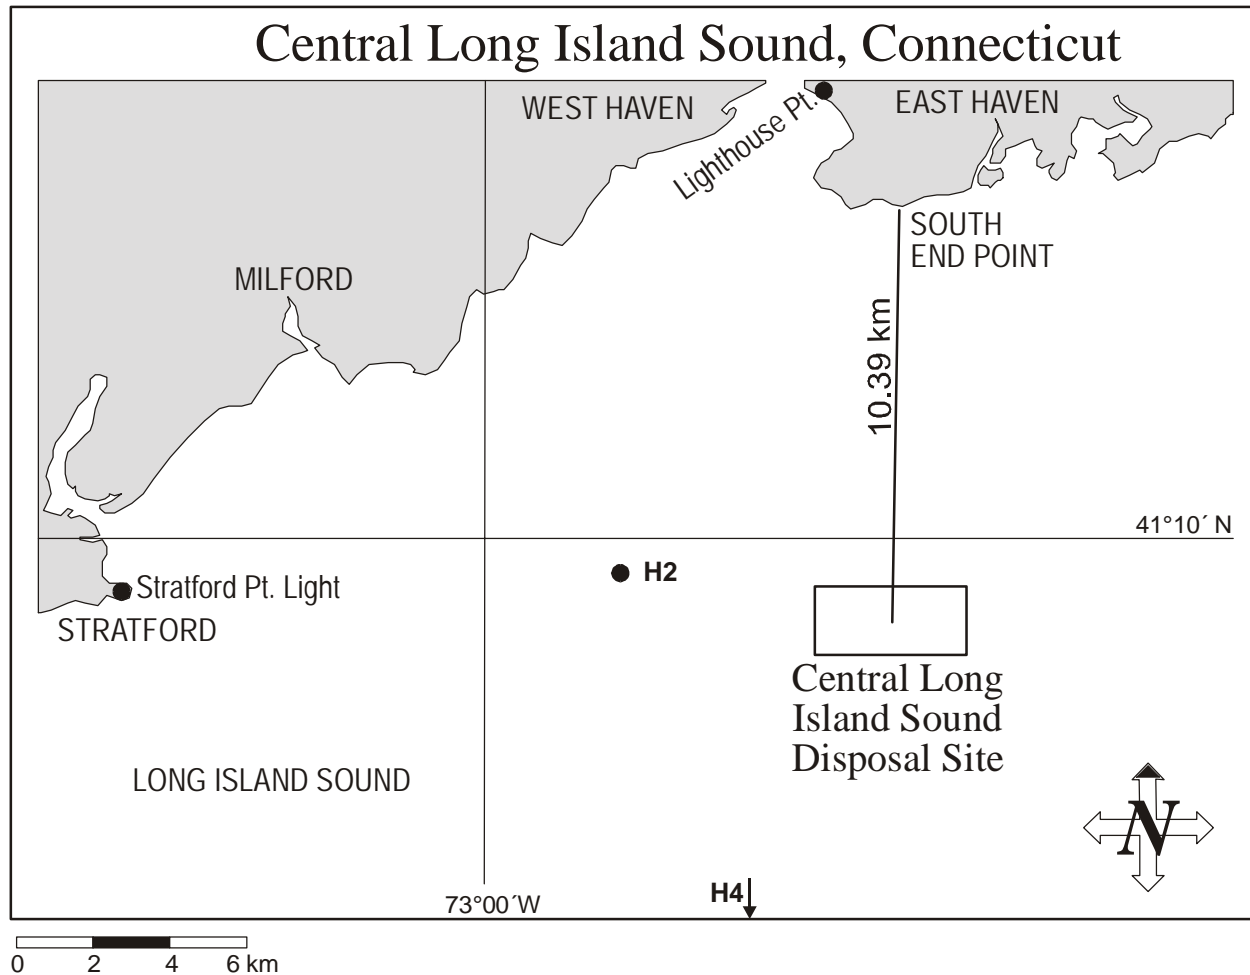 Central Long Island Sound, Connecticut
WEST HAVEN
Lighthouse Pt.
EAST HAVEN
SOUTH
END POINT
MILFORD
10.39 km
41°10´ N
H2
Stratford Pt. Light
STRATFORD
Central Long
Island Sound
Disposal Site
LONG ISLAND SOUND
N
H4
73°00´W
0 2 4 6 km